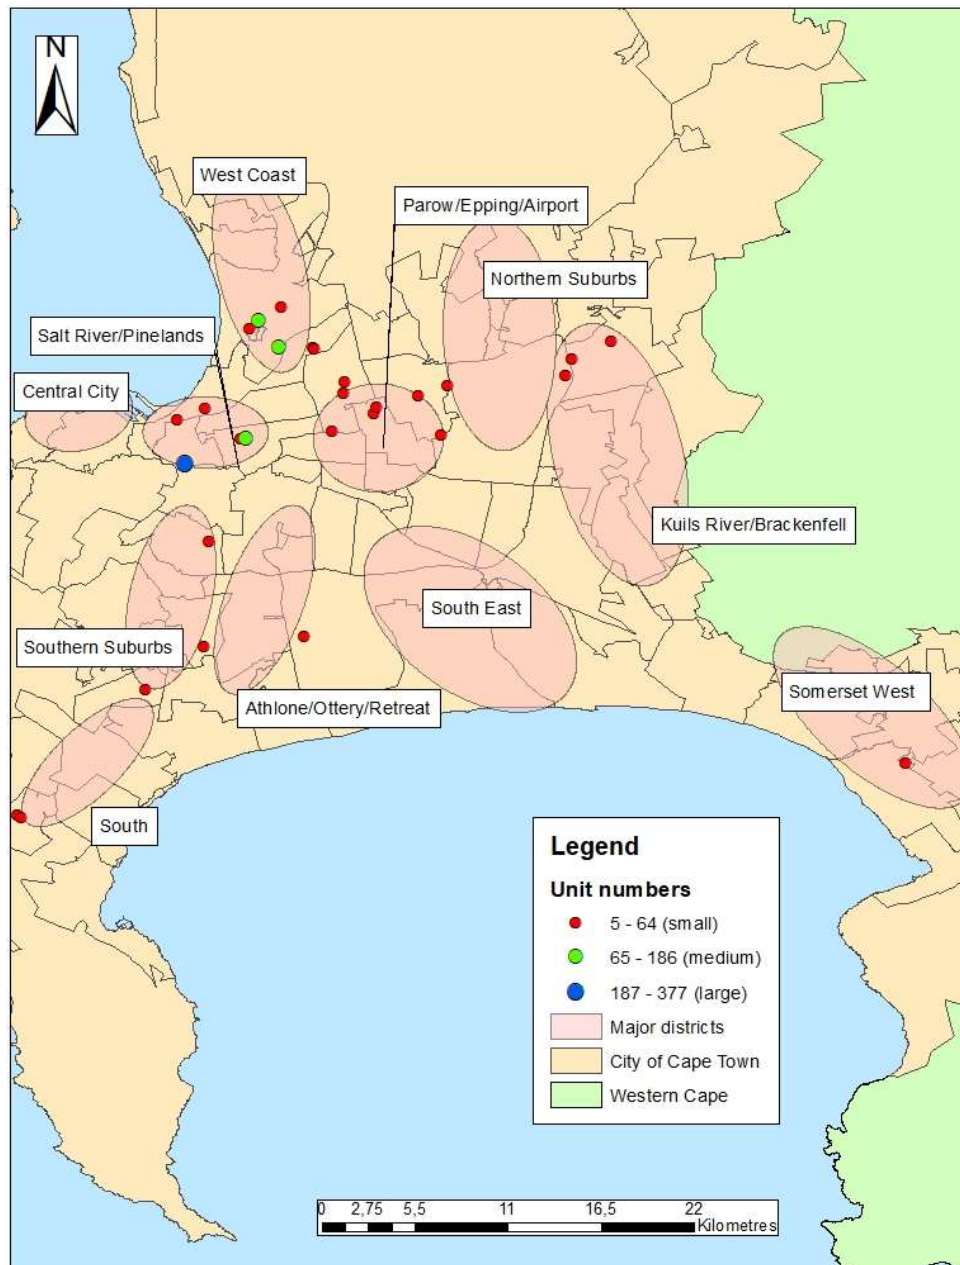 N
West Coast
Parow/Epping/Airport
Northern Suburbs
Salt River/Pinelands
Central City
Kuils River/Brackenfell
South East
Southern Suburbs
Somerset West
Athlone/Ottery/Retreat
South
Legend
Unit numbers
5 - 64 (small)
65 - 186 (medium)
187 - 377 (large)
Major districts
City of Cape Town
Western Cape
0 2,75 5,5 11 16,5 22
Kilometres